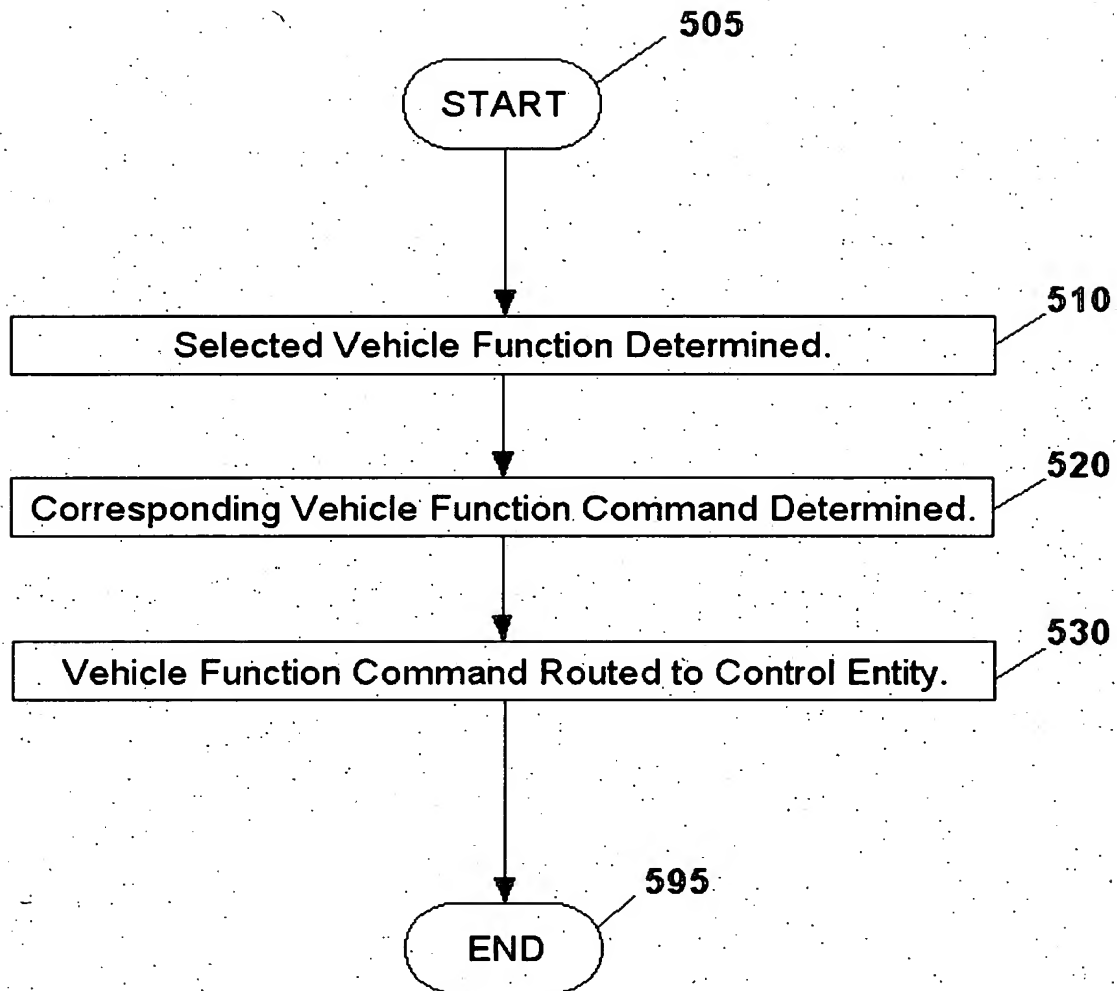 505
START
510
Selected Vehicle Function Determined.
520
Corresponding Vehicle Function Command Determined.
530
Vehicle Function Command Routed to Control Entity.
595
END